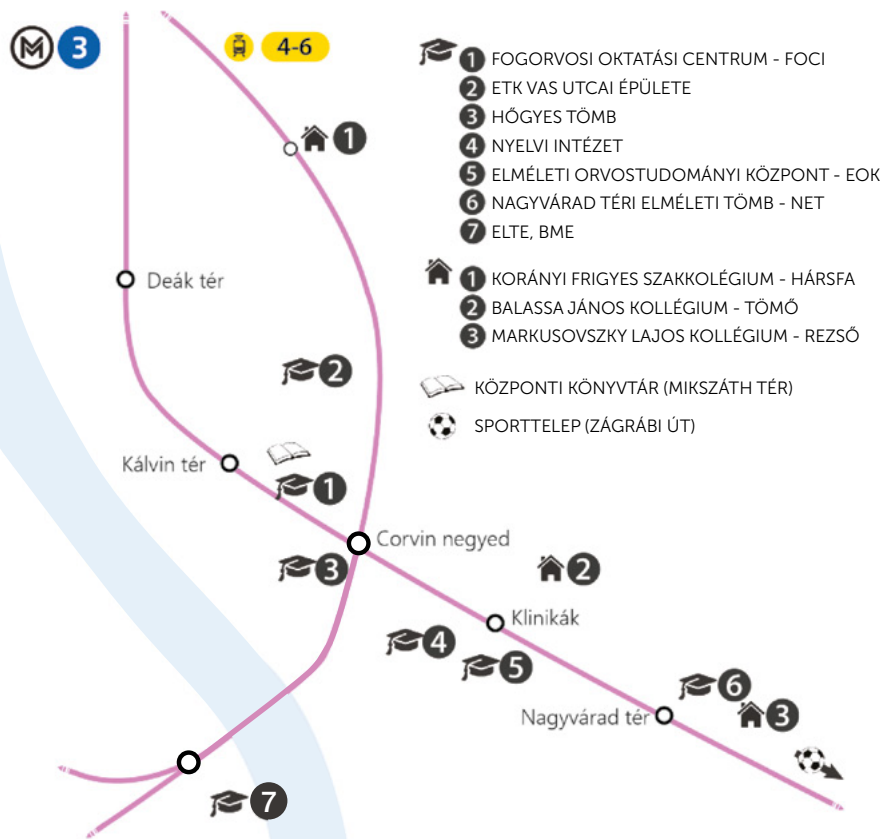 M 3
4-6
1 FOGORVOSI OKTATÁSI CENTRUM - FOCI
2 ETK VAS UTCAI ÉPÜLETE
3 HŐGYES TÖMB
4 NYELVI INTÉZET
5 ELMÉLETI ORVOSTUDOMÁNYI KÖZPONT - EOK
6 NAGYVÁRAD TÉRI ELMÉLETI TÖMB - NET
7 ELTE, BME
1 KORÁNYI FRIGYES SZAKKOLÉGIUM - HÁRSFA
2 BALASSA JÁNOS KOLLÉGIUM - TÖMŐ
3 MARKUSOVSZKY LAJOS KOLLÉGIUM - REZSŐ
KÖZPONTI KÖNYVTÁR (MIKSZÁTH TÉR)
SPORTTELEP (ZÁGRÁBI ÚT)
1
Deák tér
2
Kálvin tér
1
Corvin negyed
3
2
Klinikák
4
5
6
Nagyvárad tér
3
7